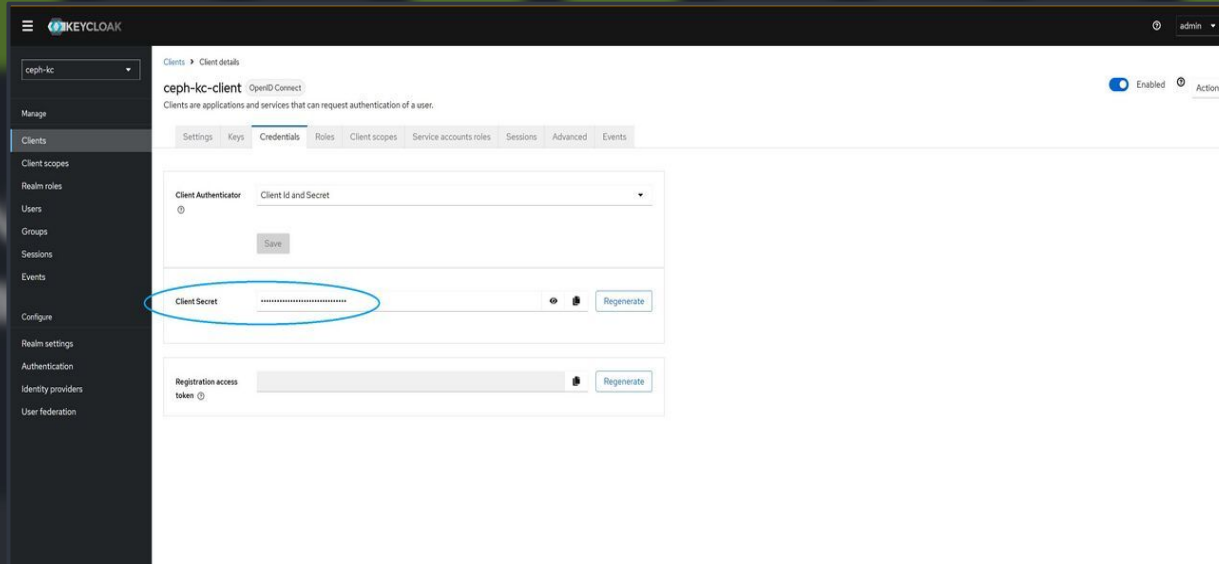 KEYCLOAK
admin
ceph-kc
Manage
Clients
Client scopes
Realm roles
Users
Groups
Sessions
Events
Configure
Realm settings
Authentication
Identity providers
User federation
Clients > Client details
ceph-kc-client OpenID Connect
Enabled
Action
Clients are applications and services that can request authentication of a user.
Settings Keys Credentials Roles Client scopes Service accounts roles Sessions Advanced Events
Client Authenticator Client Id and Secret
Save
Client Secret •••••••••••••••••••••••••••••••• Regenerate
Registration access Regenerate
token